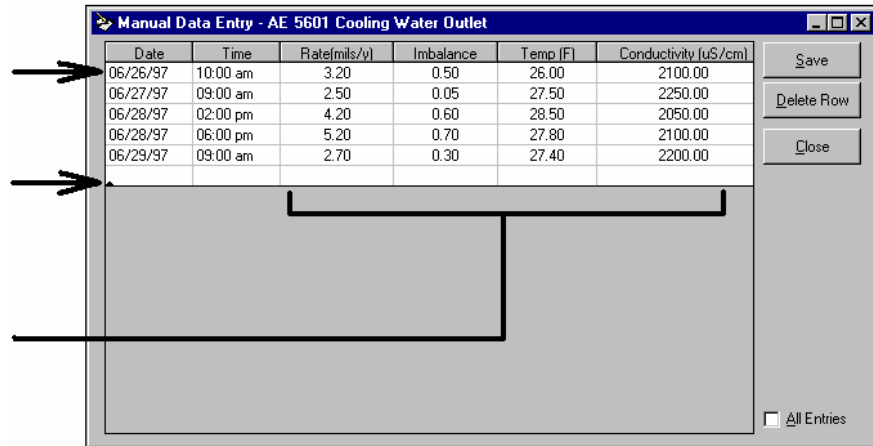 Manual Data Entry - AE 5601 Cooling Water Outlet
Date Time Rate(mils/y) Imbalance Temp (F) Conductivity (uS/cm)
06/26/97 10:00 am 3.20 0.50 26.00 2100.00
06/27/97 09:00 am 2.50 0.05 27.50 2250.00
06/28/97 02:00 pm 4.20 0.60 28.50 2050.00
06/28/97 06:00 pm 5.20 0.70 27.80 2100.00
06/29/97 09:00 am 2.70 0.30 27.40 2200.00
Save
Delete Row
Close
All Entries